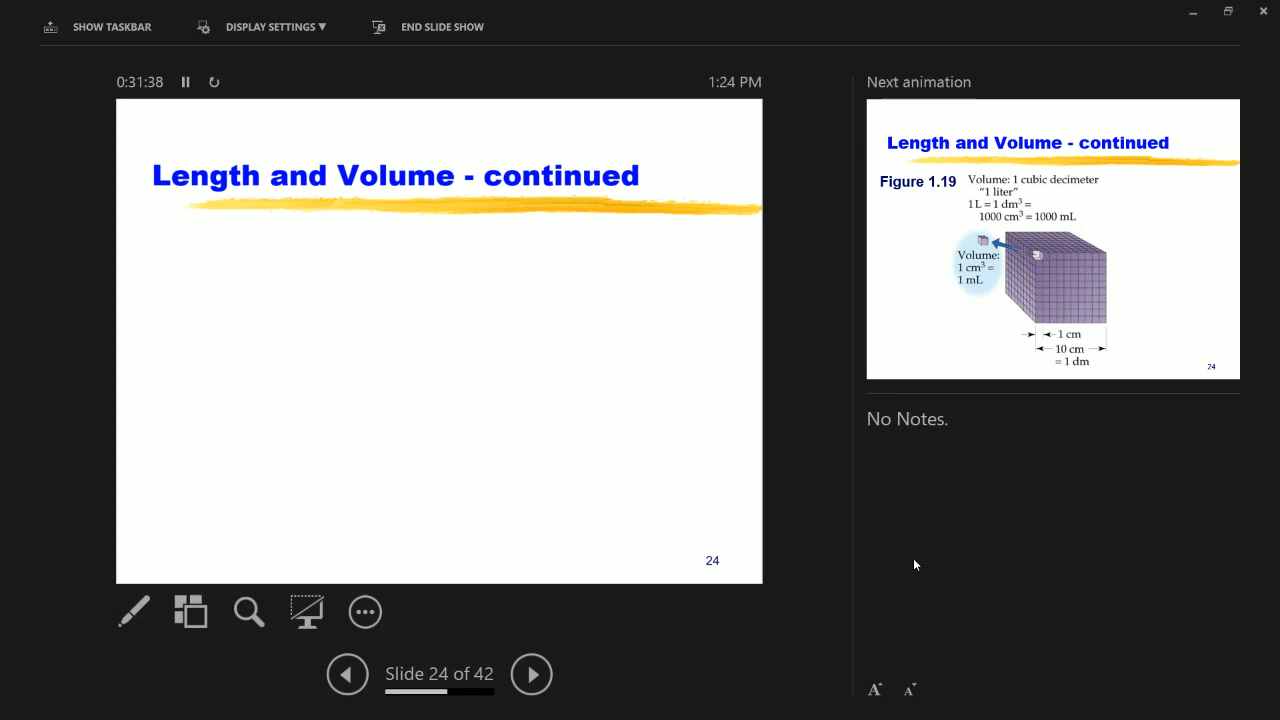 SHOW TASKBAR
DISPLAY SETTINGS ▼
END SLIDE SHOW
0:31:38
1:24 PM
Length and Volume - continued
24
Slide 24 of 42
Next animation
Length and Volume - continued
Figure 1.19
Volume: 1 cubic decimeter
“1 liter”
1 L = 1 dm³ =
1000 cm³ = 1000 mL
Volume:
1 cm³ =
1 mL
1 cm
10 cm
= 1 dm
24
No Notes.
A
A